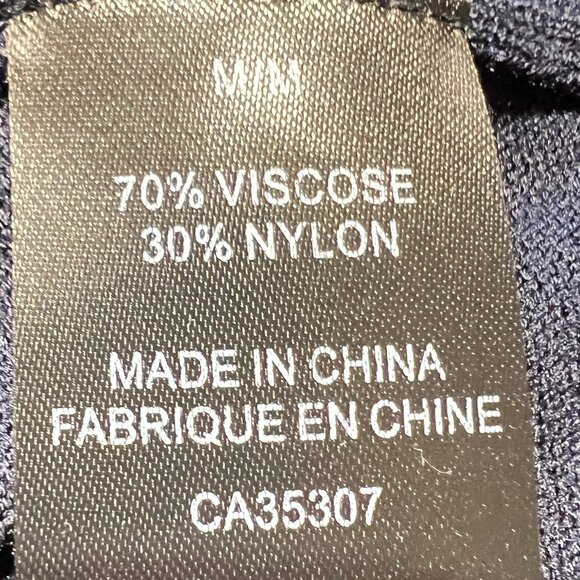 M/M
70% VISCOSE
30% NYLON
MADE IN CHINA
FABRIQUE EN CHINE
CA35307